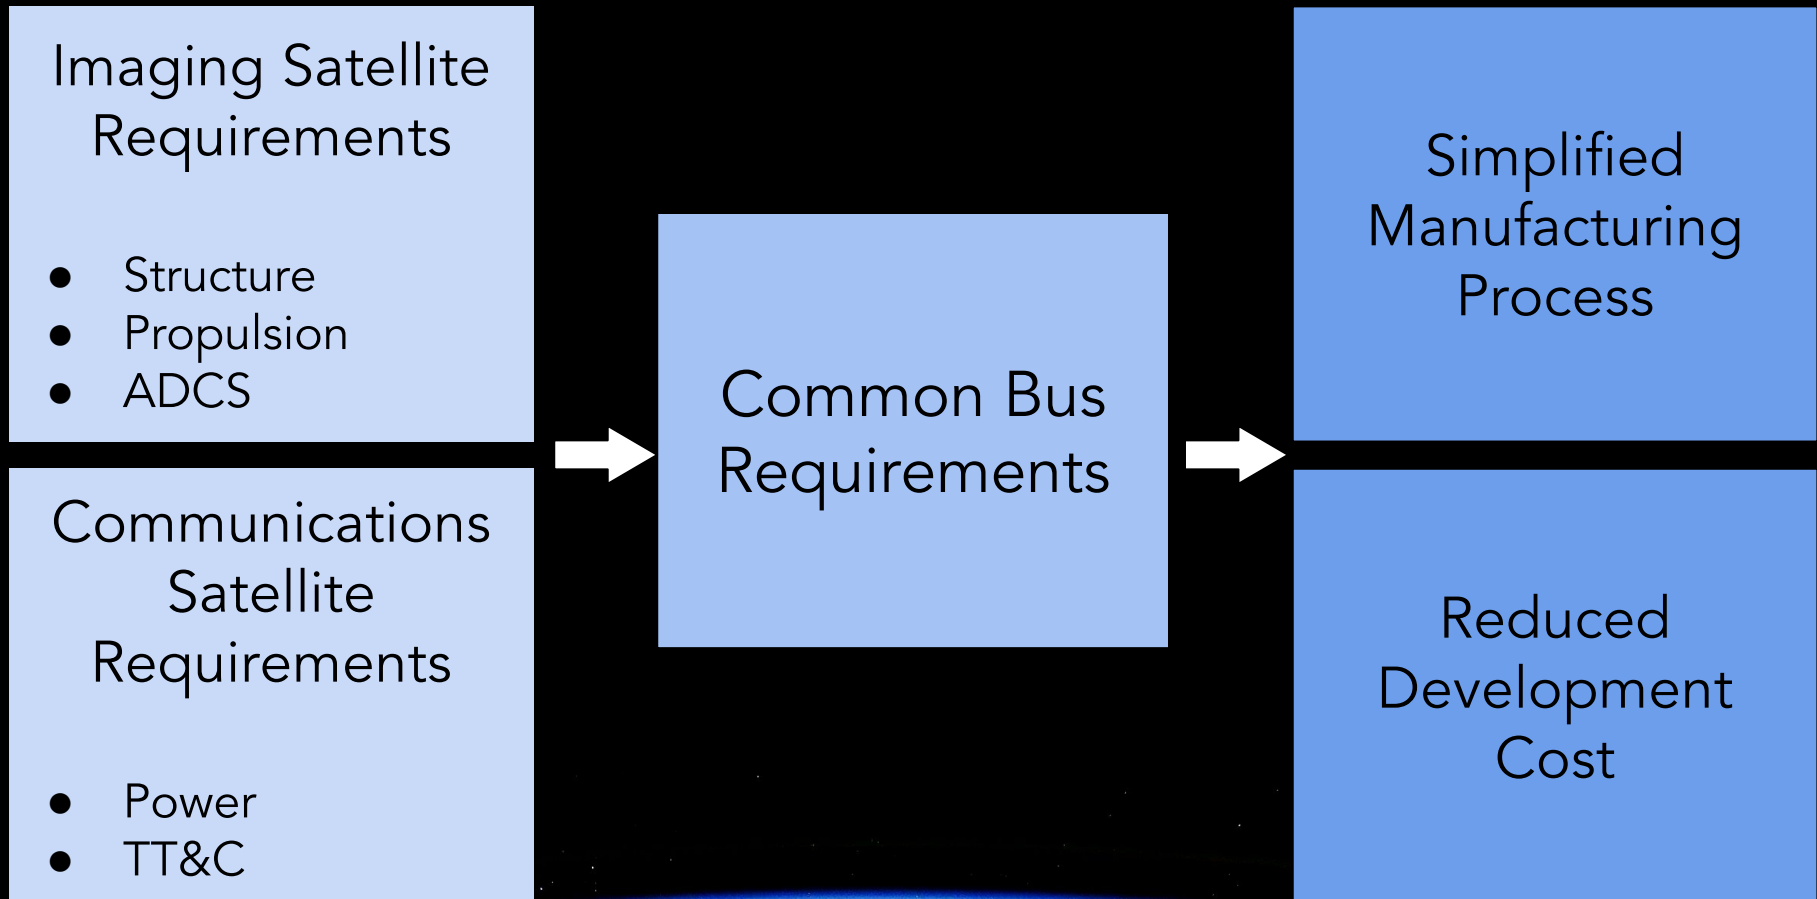 Imaging Satellite
Requirements
● Structure
● Propulsion
● ADCS
Communications
Satellite
Requirements
● Power
● TT&C
Common Bus
Requirements
Simplified
Manufacturing
Process
Reduced
Development
Cost